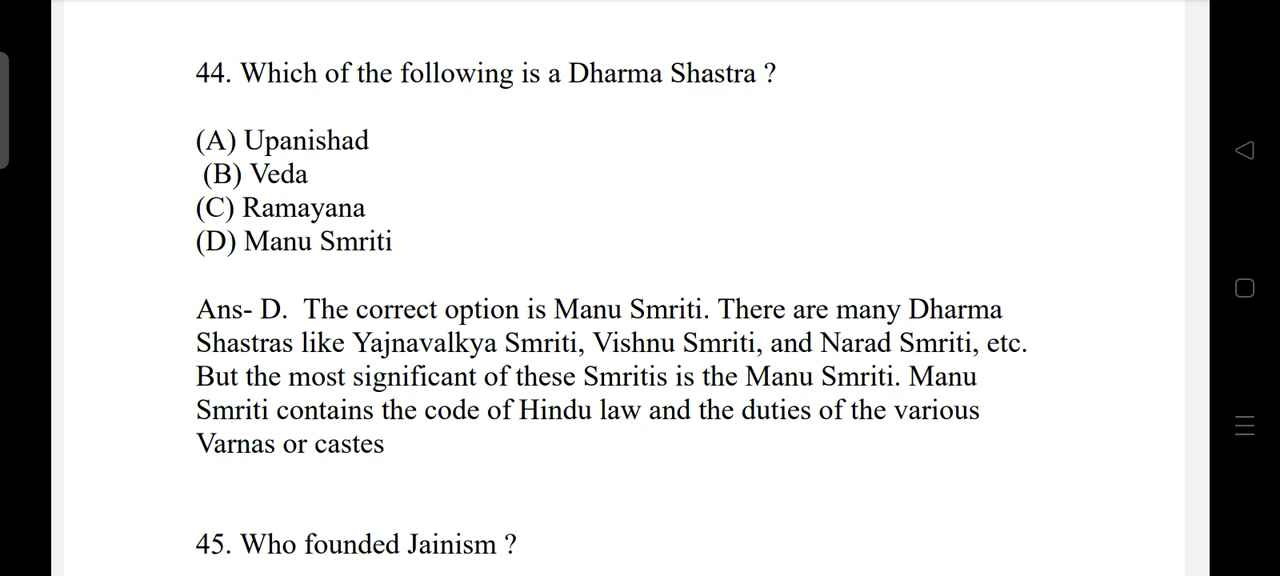 44. Which of the following is a Dharma Shastra ?
(A) Upanishad
(B) Veda
(C) Ramayana
(D) Manu Smriti
Ans- D.  The correct option is Manu Smriti. There are many Dharma
Shastras like Yajnavalkya Smriti, Vishnu Smriti, and Narad Smriti, etc.
But the most significant of these Smritis is the Manu Smriti. Manu
Smriti contains the code of Hindu law and the duties of the various
Varnas or castes
45. Who founded Jainism ?